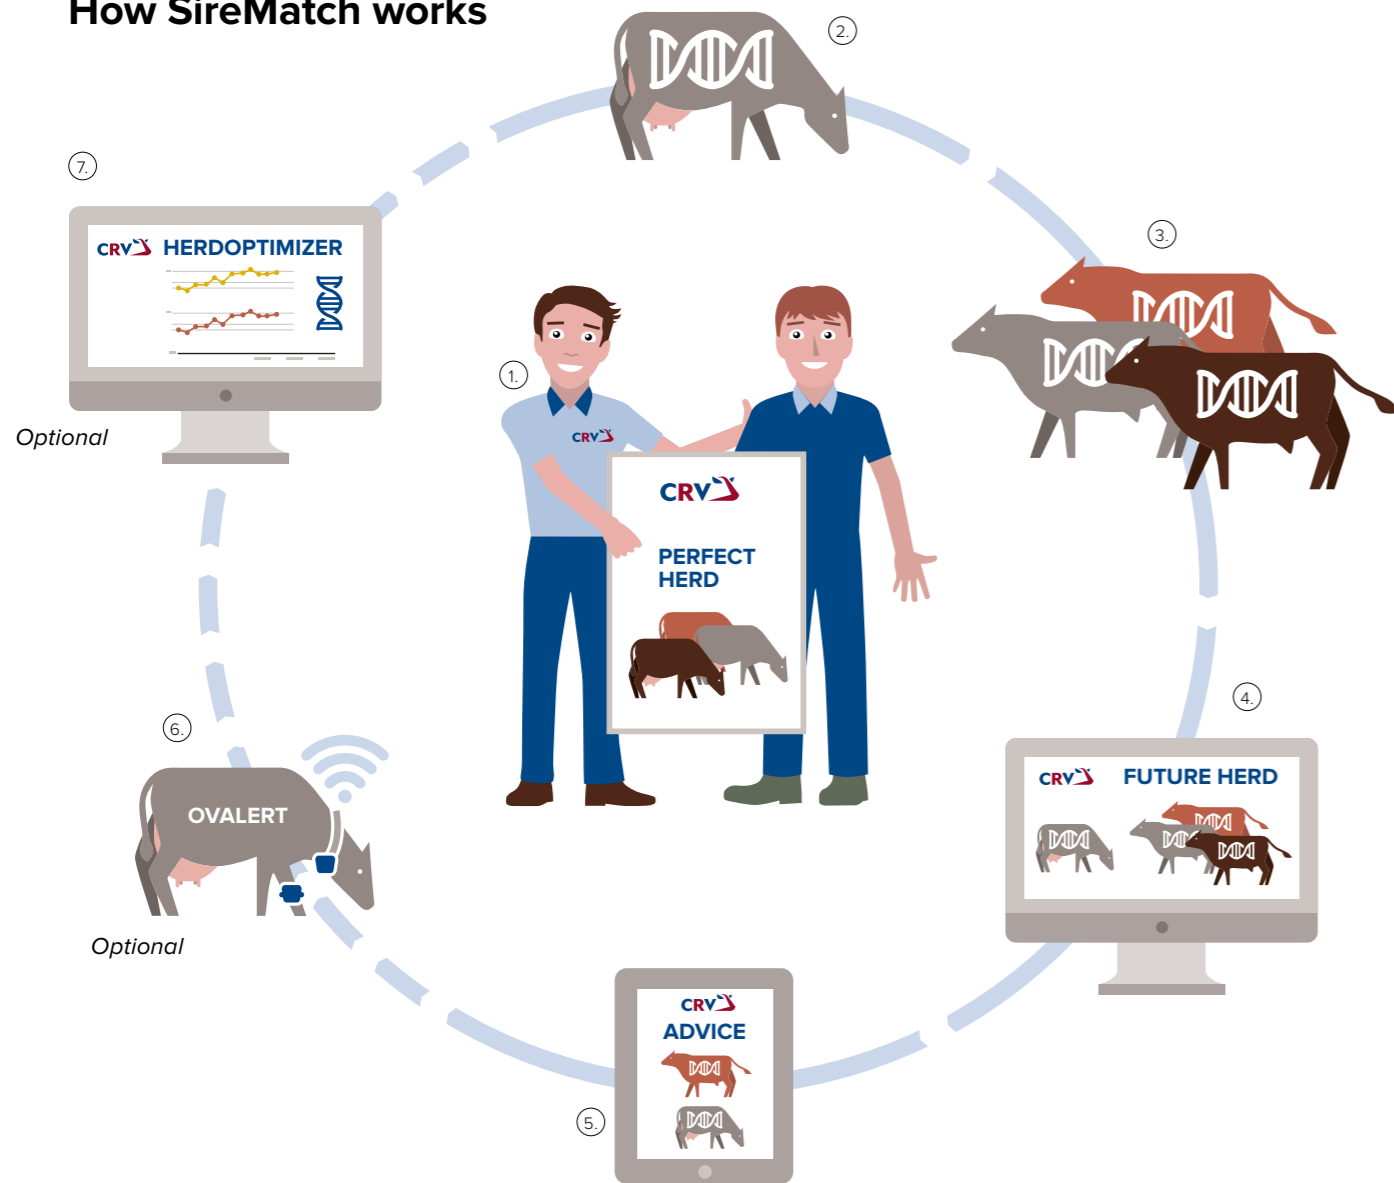 How SireMatch works
2.
7.
3.
CRV HERDOPTIMIZER
1.
CRV
Optional
CRV
PERFECT
HERD
4.
6.
CRV FUTURE HERD
OVALERT
Optional
CRV
ADVICE
5.